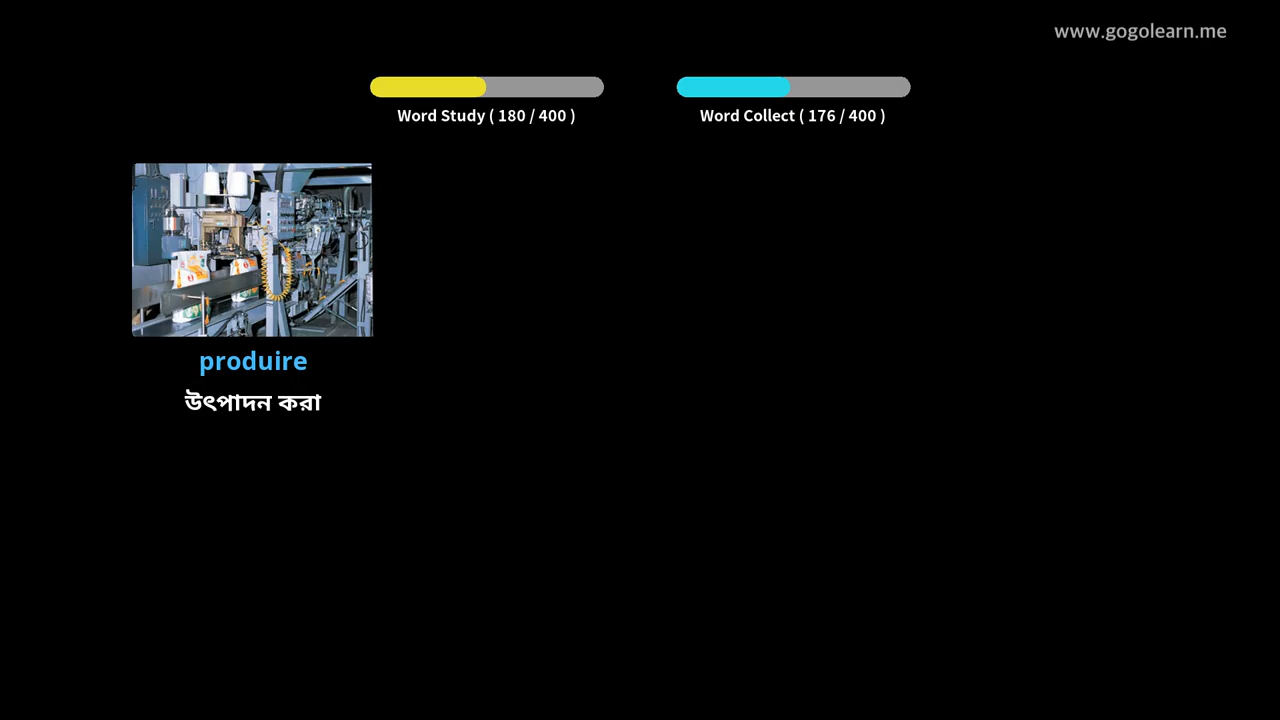 www.gogolearn.me
Word Study ( 180 / 400 )
Word Collect ( 176 / 400 )
produire
উৎপাদন করা